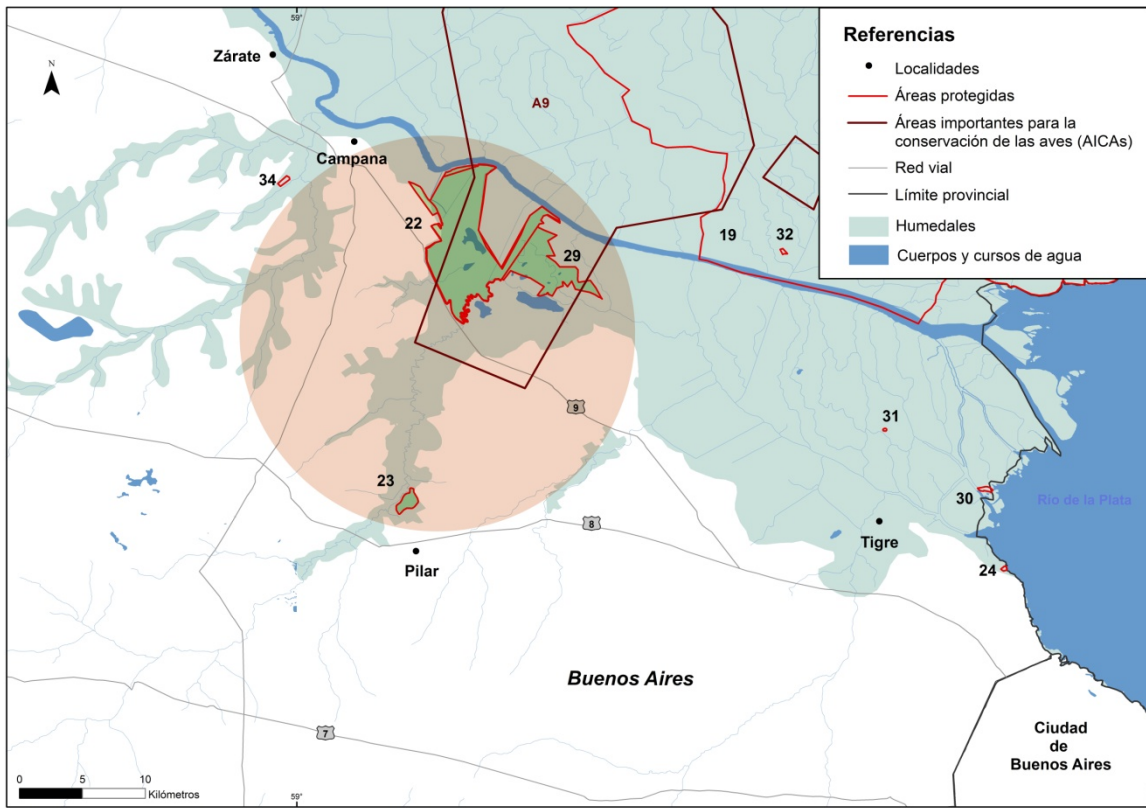 59°
Zárate
N
A9
Campana
34
22
29
19
32
9
31
23
30
Río de la Plata
8
Tigre
Pilar
24
Buenos Aires
7
Ciudad
de
Buenos Aires
0 5 10
Kilómetros
59°
Referencias
Localidades
Áreas protegidas
Áreas importantes para la
conservación de las aves (AICAs)
Red vial
Límite provincial
Humedales
Cuerpos y cursos de agua